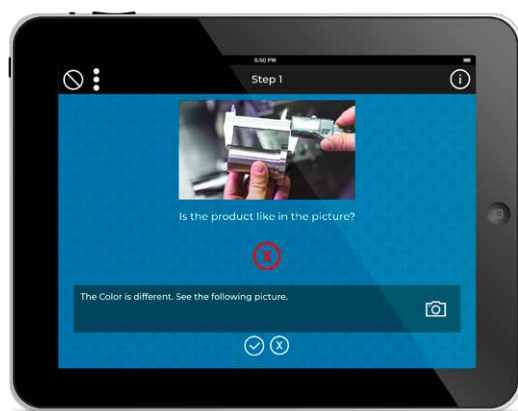 5:50 PM
Step 1
Is the product like in the picture?
X
The Color is different. See the following picture.
X